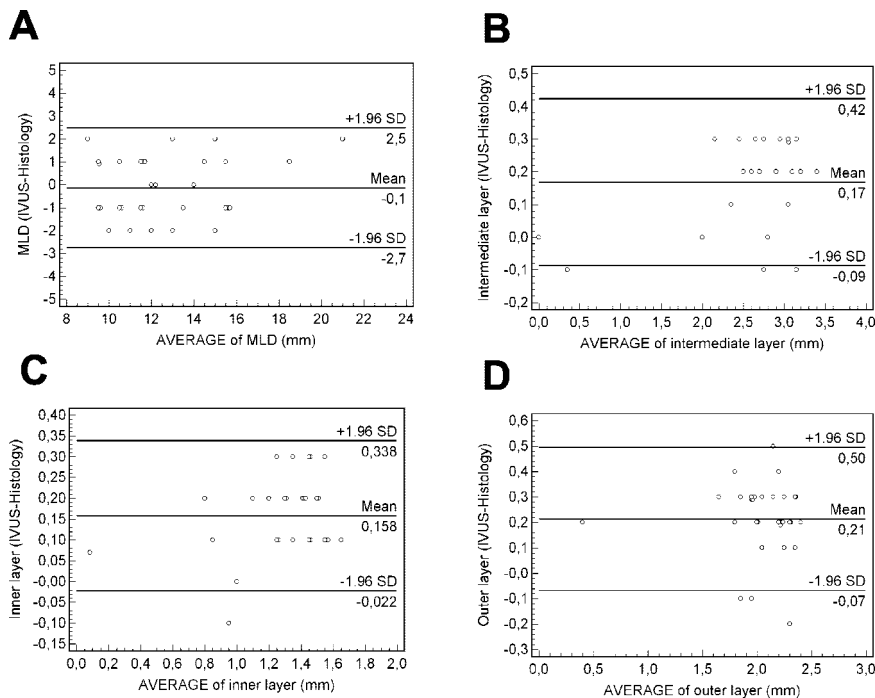 A
MLD (IVUS-Histology)
5
4
3
2
1
0
-1
-2
-3
-4
-5
+1.96 SD
2,5
Mean
-0,1
-1.96 SD
-2,7
8 10 12 14 16 18 20 22 24
AVERAGE of MLD (mm)
B
Intermediate layer (IVUS-Histology)
0,5
0,4
0,3
0,2
0,1
0,0
-0,1
-0,2
+1.96 SD
0,42
Mean
0,17
-1.96 SD
-0,09
0,0 0,5 1,0 1,5 2,0 2,5 3,0 3,5 4,0
AVERAGE of intermediate layer (mm)
C
Inner layer (IVUS-Histology)
0,40
0,35
0,30
0,25
0,20
0,15
0,10
0,05
-0,00
-0,05
-0,10
-0,15
+1.96 SD
0,338
Mean
0,158
-1.96 SD
-0,022
0,0 0,2 0,4 0,6 0,8 1,0 1,2 1,4 1,6 1,8 2,0
AVERAGE of inner layer (mm)
D
Outer layer (IVUS-Histology)
0,6
0,5
0,4
0,3
0,2
0,1
-0,0
-0,1
-0,2
-0,3
+1.96 SD
0,50
Mean
0,21
-1.96 SD
-0,07
0,0 0,5 1,0 1,5 2,0 2,5 3,0
AVERAGE of outer layer (mm)